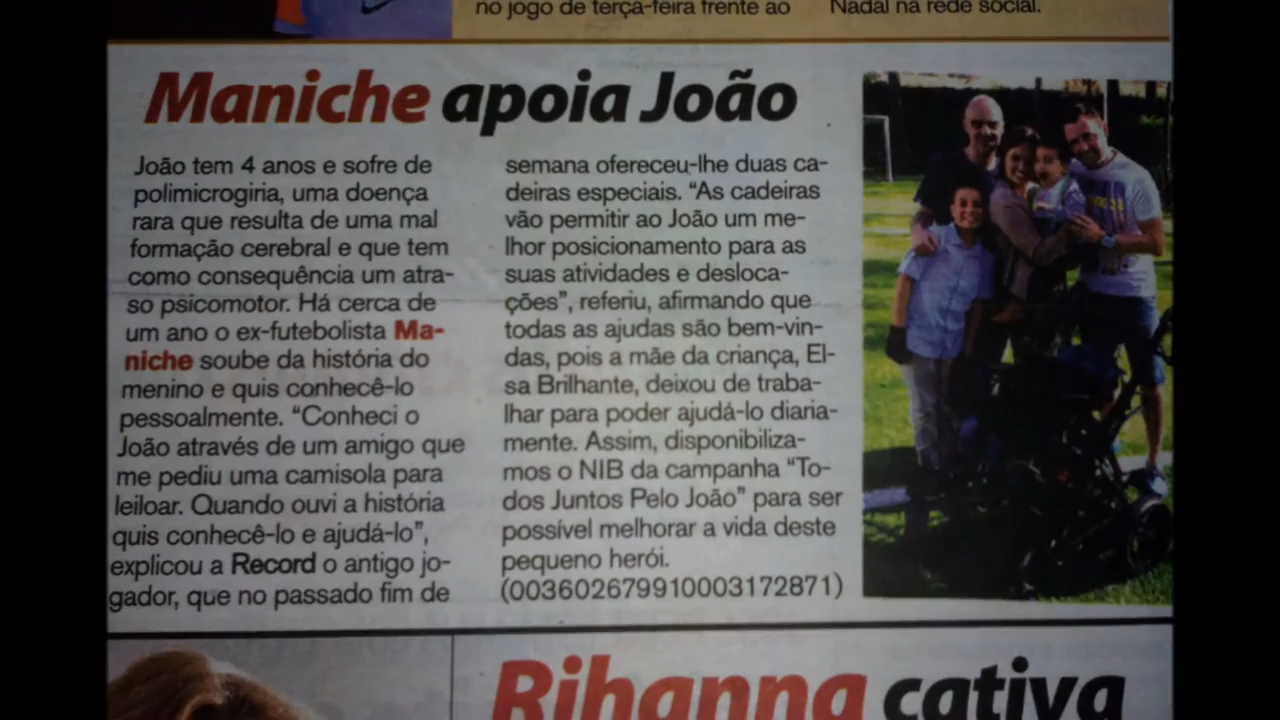 no jogo de terça-feira frente ao
Nadal na rede social.
Maniche apoia João
João tem 4 anos e sofre de
polimicrogiria, uma doença
rara que resulta de uma mal
formação cerebral e que tem
como consequência um atra-
so psicomotor. Há cerca de
um ano o ex-futebolista Ma-
niche soube da história do
menino e quis conhecê-lo
pessoalmente. “Conheci o
João através de um amigo que
me pediu uma camisola para
leiloar. Quando ouvi a história
quis conhecê-lo e ajudá-lo”,
explicou a Record o antigo jo-
gador, que no passado fim de
semana ofereceu-lhe duas ca-
deiras especiais. “As cadeiras
vão permitir ao João um me-
lhor posicionamento para as
suas atividades e desloca-
ções”, referiu, afirmando que
todas as ajudas são bem-vin-
das, pois a mãe da criança, El-
sa Brilhante, deixou de traba-
lhar para poder ajudá-lo diaria-
mente. Assim, disponibiliza-
mos o NIB da campanha “To-
dos Juntos Pelo João” para ser
possível melhorar a vida deste
pequeno herói.
(003602679910003172871)
Rihanna cativa